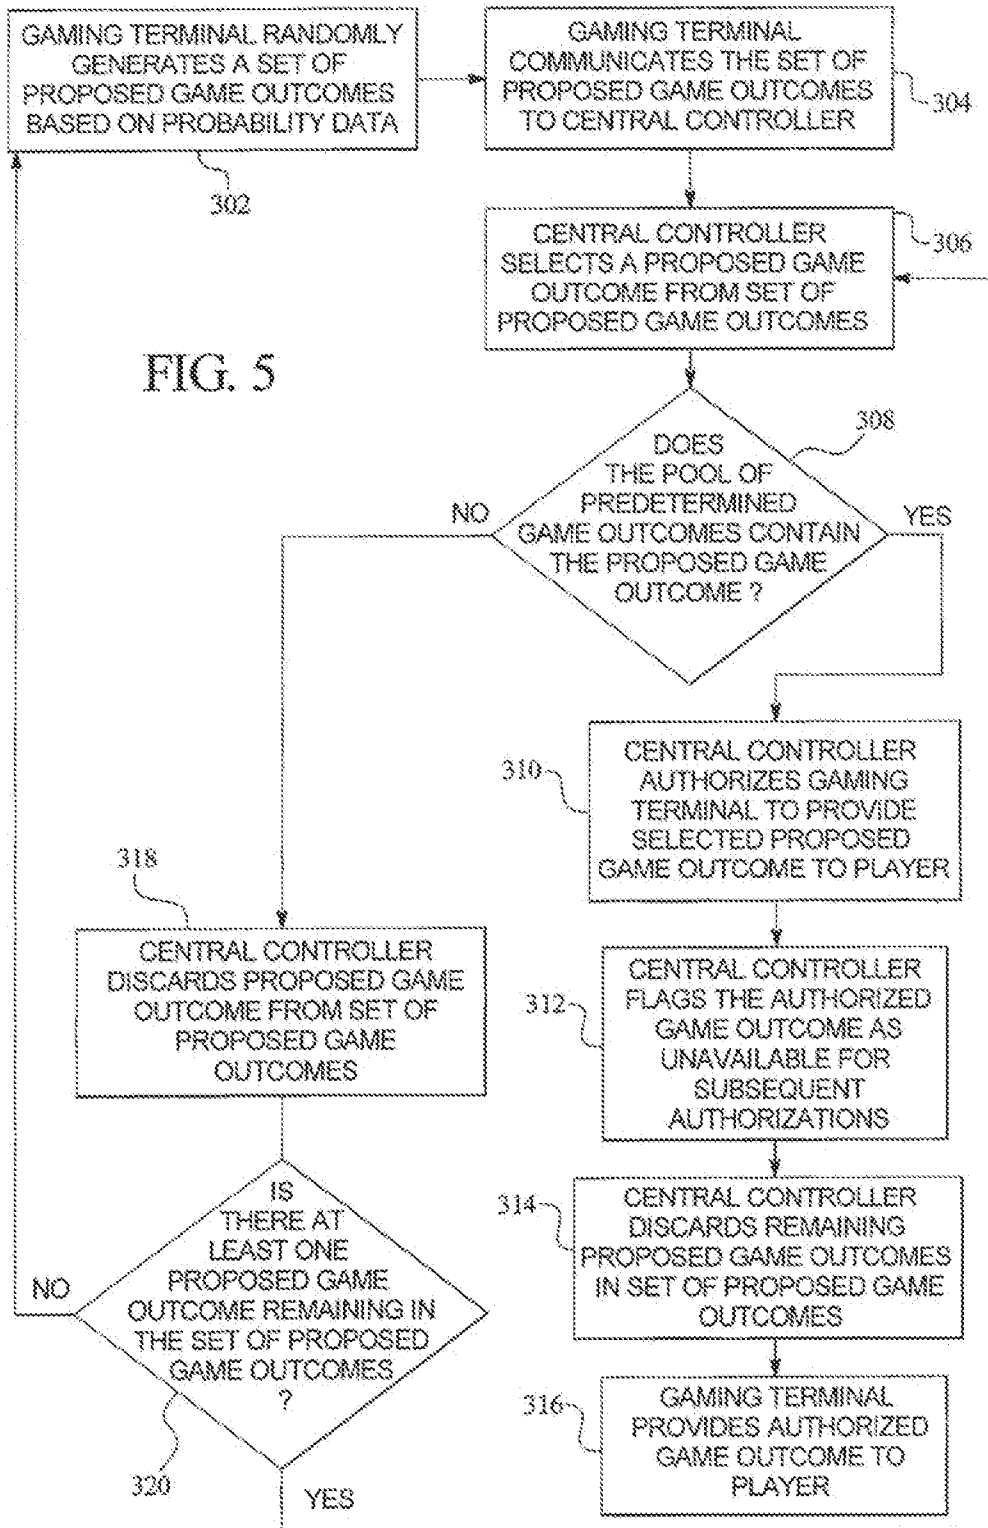 GAMING TERMINAL RANDOMLY
GENERATES A SET OF
PROPOSED GAME OUTCOMES
BASED ON PROBABILITY DATA
302
GAMING TERMINAL
COMMUNICATES THE SET OF
PROPOSED GAME OUTCOMES
TO CENTRAL CONTROLLER
304
CENTRAL CONTROLLER
SELECTS A PROPOSED GAME
OUTCOME FROM SET OF
PROPOSED GAME OUTCOMES
306
FIG. 5
DOES
THE POOL OF
PREDETERMINED
GAME OUTCOMES CONTAIN
THE PROPOSED GAME
OUTCOME ?
308
NO
YES
CENTRAL CONTROLLER
AUTHORIZES GAMING
TERMINAL TO PROVIDE
SELECTED PROPOSED
GAME OUTCOME TO PLAYER
310
318
CENTRAL CONTROLLER
DISCARDS PROPOSED GAME
OUTCOME FROM SET OF
PROPOSED GAME
OUTCOMES
CENTRAL CONTROLLER
FLAGS THE AUTHORIZED
GAME OUTCOME AS
UNAVAILABLE FOR
SUBSEQUENT
AUTHORIZATIONS
312
IS
THERE AT
LEAST ONE
PROPOSED GAME
OUTCOME REMAINING IN
THE SET OF PROPOSED
GAME OUTCOMES
?
NO
320
YES
314
CENTRAL CONTROLLER
DISCARDS REMAINING
PROPOSED GAME OUTCOMES
IN SET OF PROPOSED GAME
OUTCOMES
316
GAMING TERMINAL
PROVIDES AUTHORIZED
GAME OUTCOME TO
PLAYER